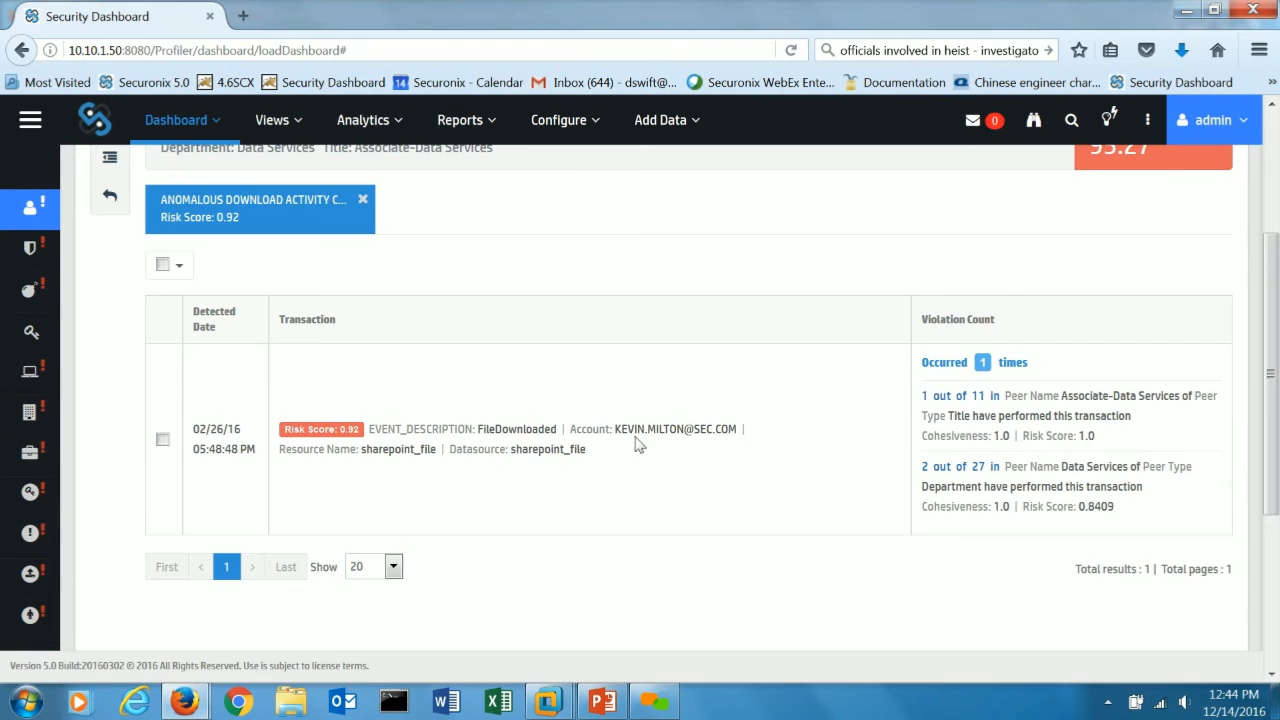 Security Dashboard
10.10.1.50:8080/Profiler/dashboard/loadDashboard#
officials involved in heist - investigato
Most Visited Securonix 5.0 4.6SCX Security Dashboard 14 Securonix - Calendar Inbox (644) - dswift@... Securonix WebEx Ente... Documentation Chinese engineer char... Security Dashboard
Dashboard Views Analytics Reports Configure Add Data 0 admin
Department: Data Services Title: Associate-Data Services 95.27
ANOMALOUS DOWNLOAD ACTIVITY C...
Risk Score: 0.92
Detected
Date
Transaction
Violation Count
02/26/16
05:48:48 PM
Risk Score: 0.92 EVENT_DESCRIPTION: FileDownloaded | Account: KEVIN.MILTON@SEC.COM |
Resource Name: sharepoint_file | Datasource: sharepoint_file
Occurred 1 times
1 out of 11 in Peer Name Associate-Data Services of Peer
Type Title have performed this transaction
Cohesiveness: 1.0 | Risk Score: 1.0
2 out of 27 in Peer Name Data Services of Peer Type
Department have performed this transaction
Cohesiveness: 1.0 | Risk Score: 0.8409
First < 1 > Last Show 20
Total results : 1 | Total pages : 1
Version 5.0 Build:20160302 © 2016 All Rights Reserved. Use is subject to license terms.
12:44 PM
12/14/2016